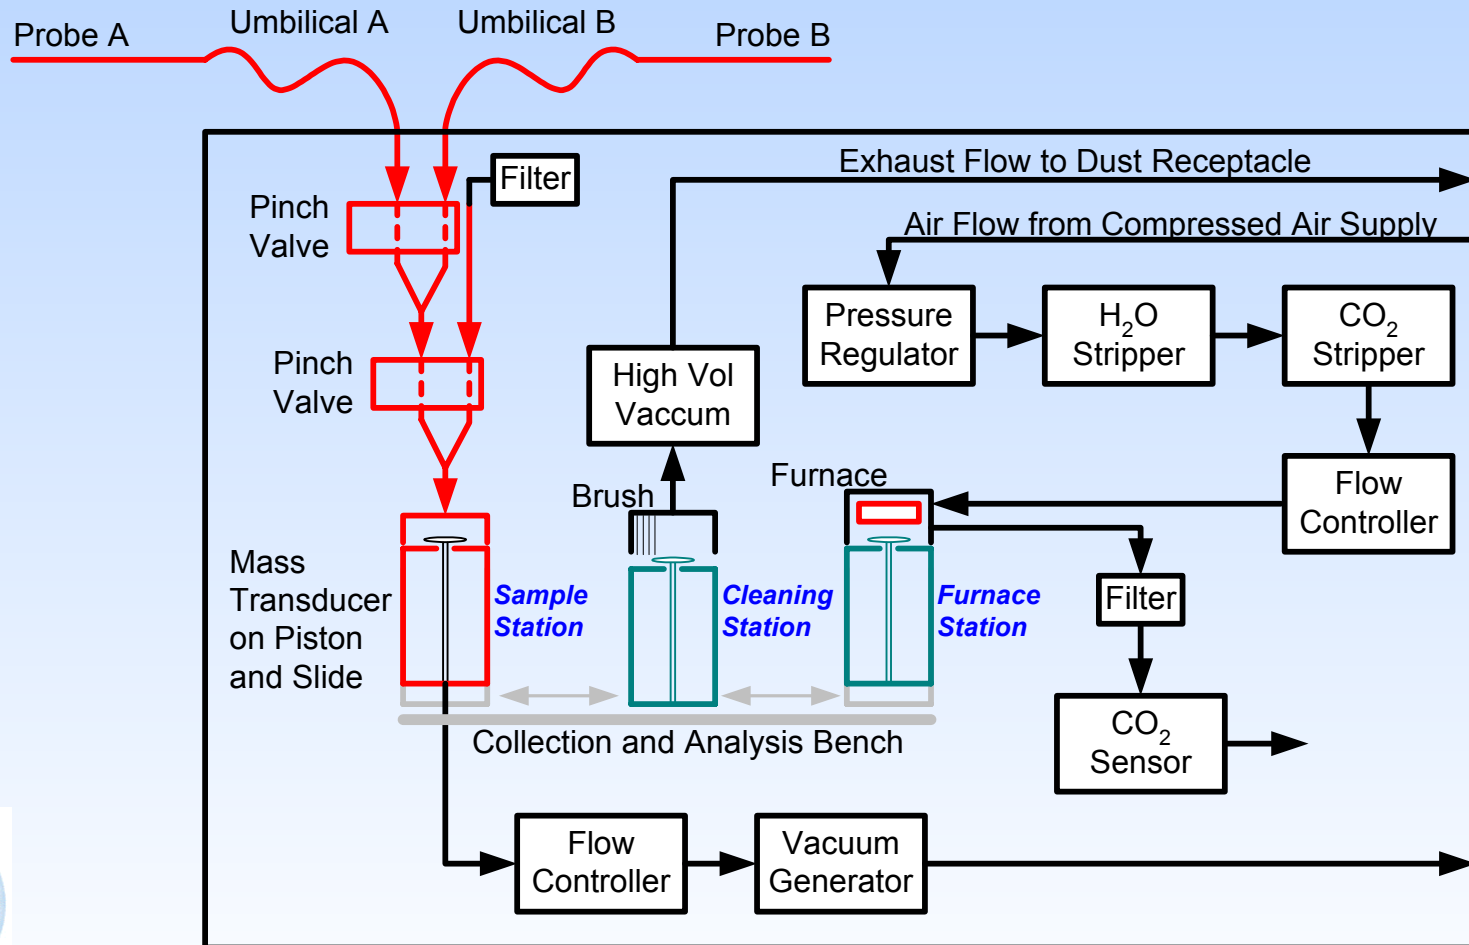 Probe A
Umbilical A
Umbilical B
Probe B
Filter
Exhaust Flow to Dust Receptacle
Pinch
Valve
Air Flow from Compressed Air Supply
Pressure
Regulator
H2O
Stripper
CO2
Stripper
Pinch
Valve
High Vol
Vaccum
Furnace
Brush
Flow
Controller
Mass
Transducer
on Piston
and Slide
Sample
Station
Cleaning
Station
Furnace
Station
Filter
CO2
Sensor
Collection and Analysis Bench
Flow
Controller
Vacuum
Generator